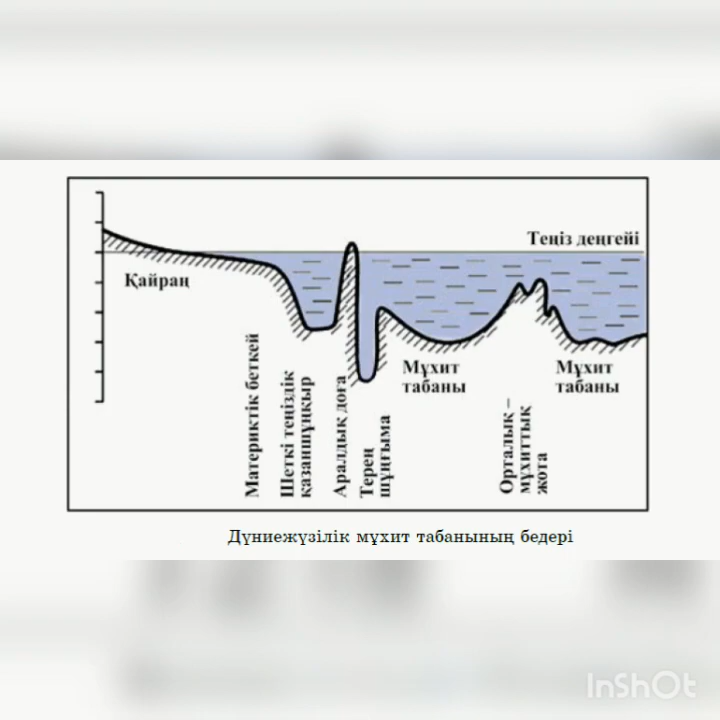 Теңіз деңгейі
Қайраң
Мұхит
табаны
Мұхит
табаны
Материктік беткей
Шеткі теңіздік
қазаншұңқыр
Аралдық доға
Терең
шұңғыма
Орталық –
мұхиттық
жота
Дүниежүзілік мұхит табанының бедері
InShOt